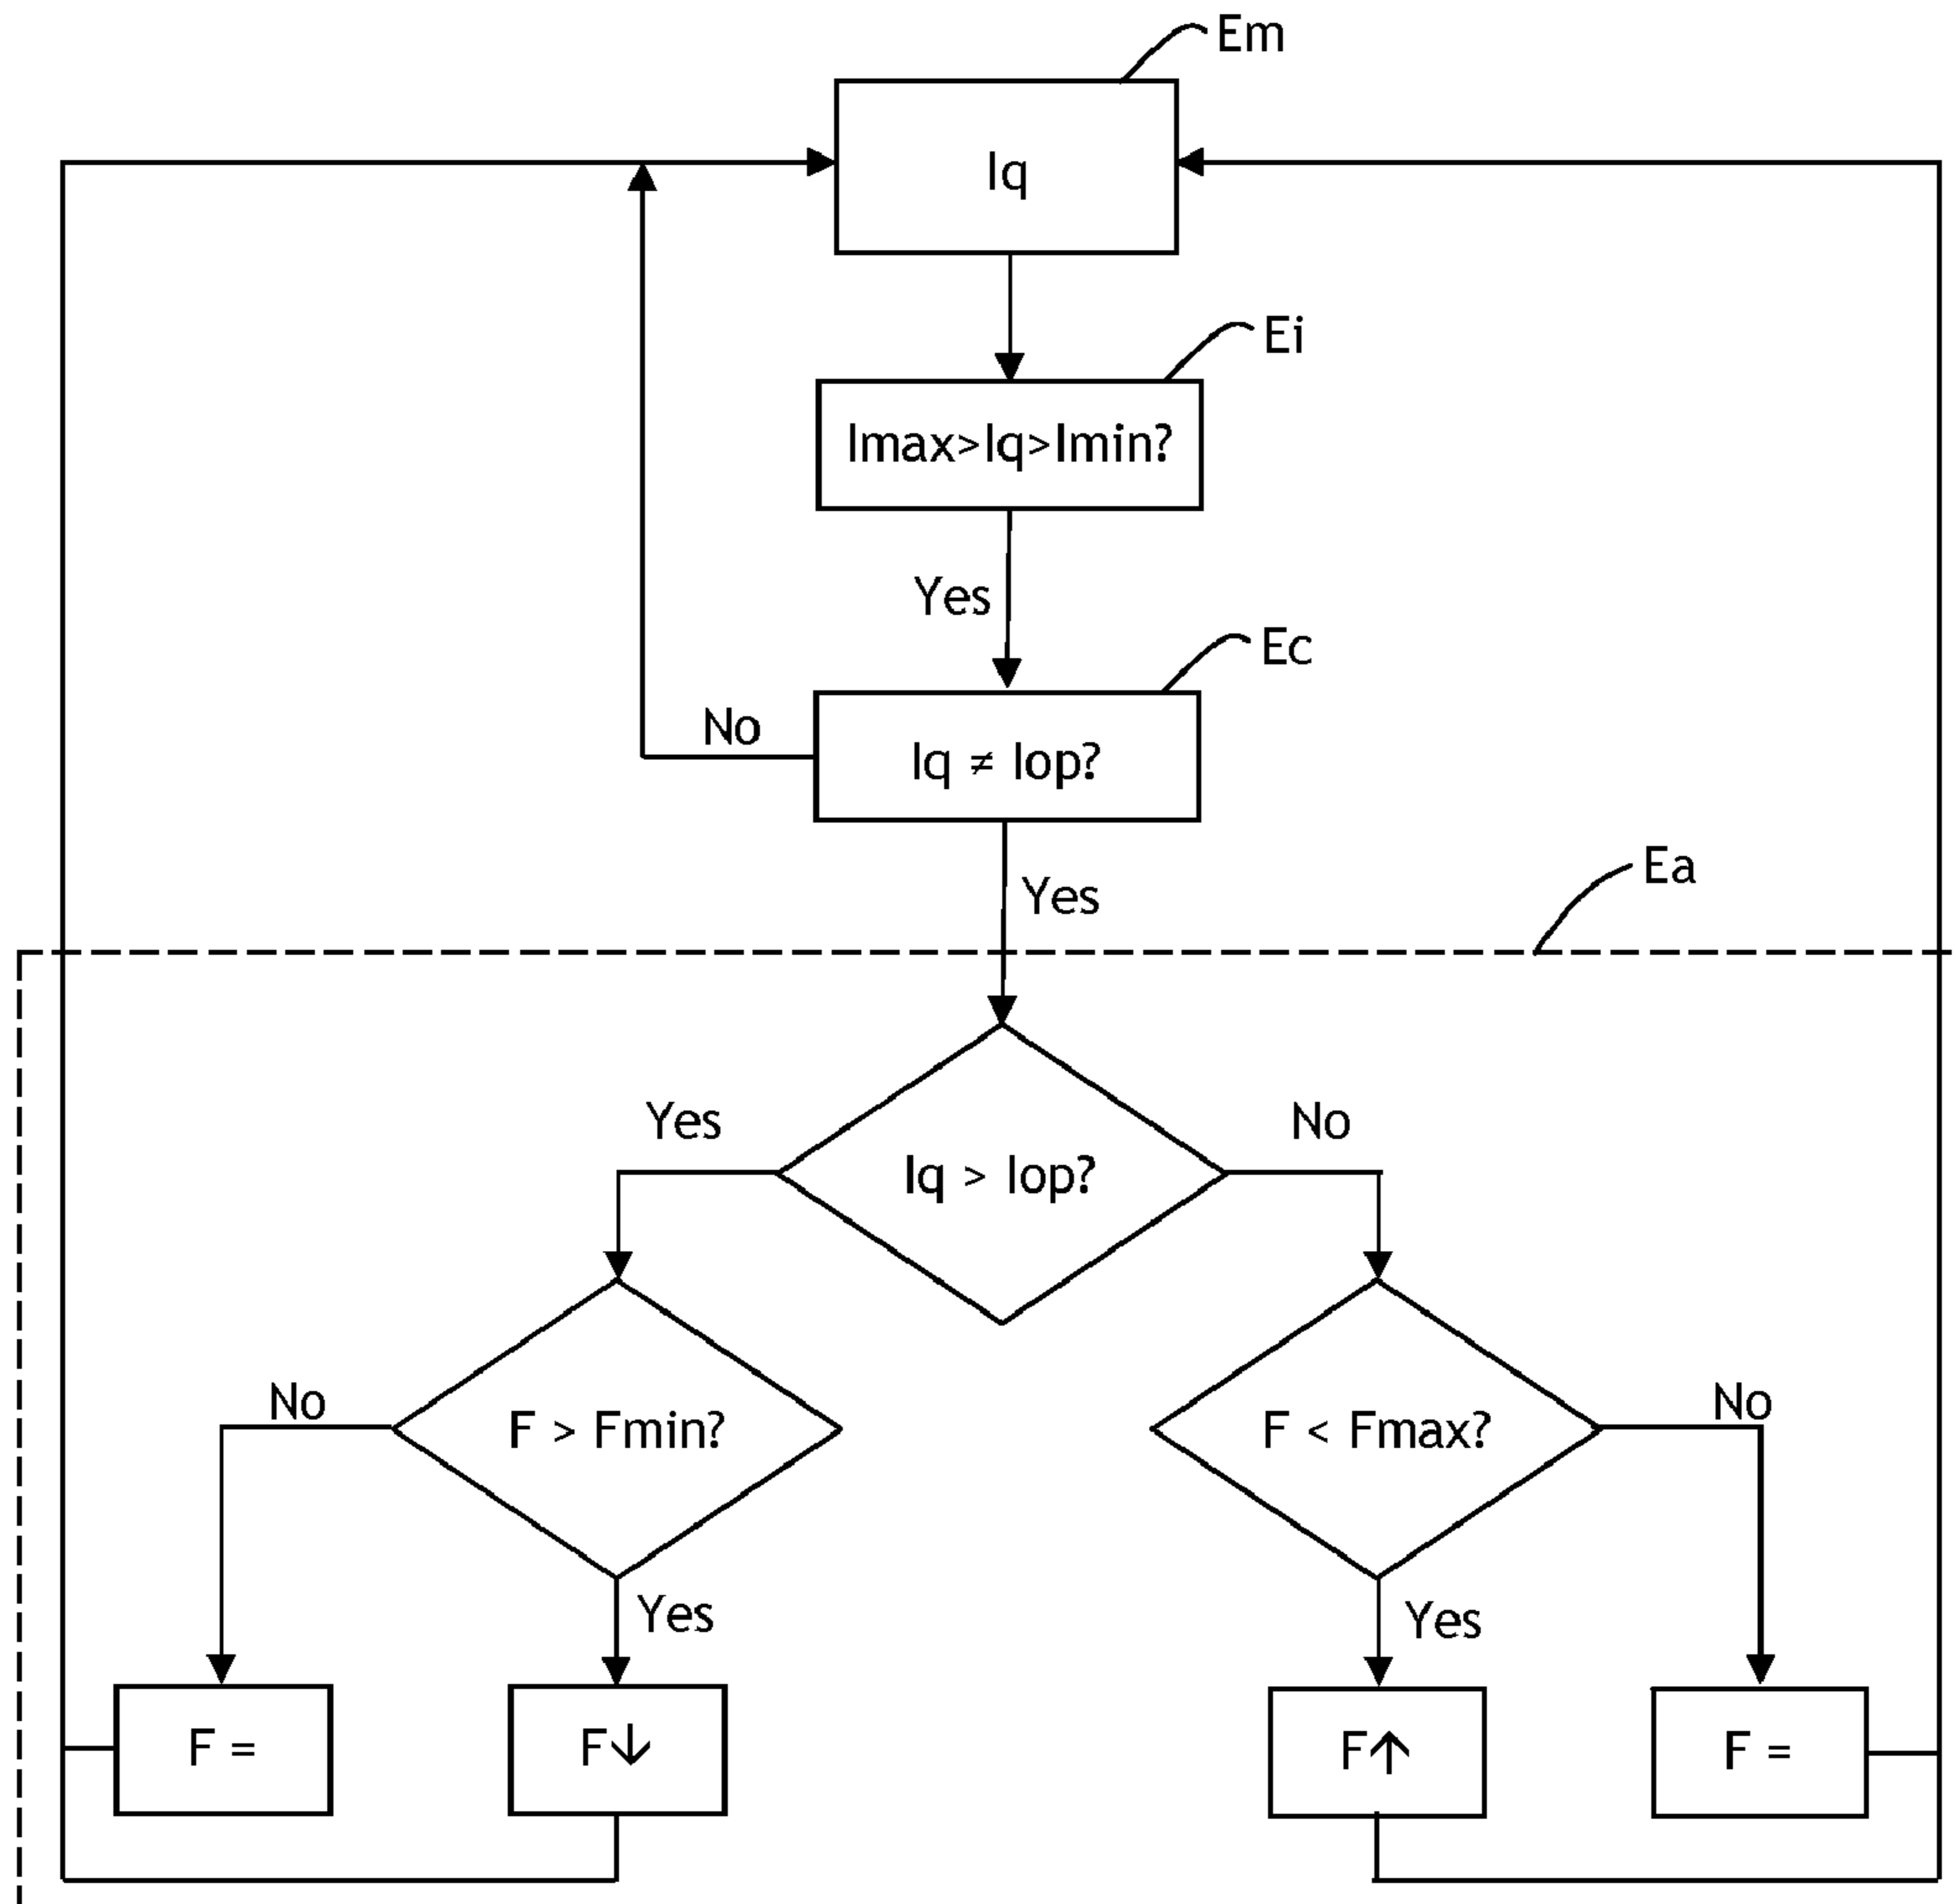 Em
Iq
Ei
Imax>Iq>Imin?
Yes
Ec
No
Iq ≠ Iop?
Ea
Yes
Yes
No
Iq > Iop?
No
F > Fmin?
F < Fmax?
No
Yes
Yes
F =
F↓
F↑
F =